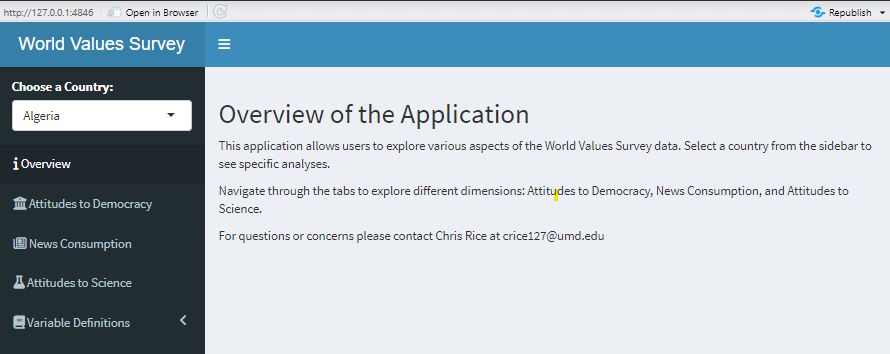 http://127.0.0.1:4846 Open in Browser Republish
World Values Survey
Choose a Country:
Algeria
Overview
Attitudes to Democracy
News Consumption
Attitudes to Science
Variable Definitions
Overview of the Application
This application allows users to explore various aspects of the World Values Survey data. Select a country from the sidebar to
see specific analyses.
Navigate through the tabs to explore different dimensions: Attitudes to Democracy, News Consumption, and Attitudes to
Science.
For questions or concerns please contact Chris Rice at crice127@umd.edu